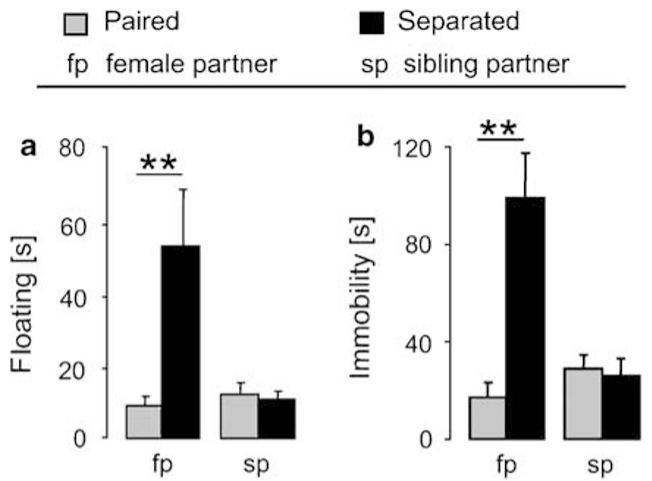 Paired Separated
fp female partner sp sibling partner
a
80
60
40
20
0
Floating [s]
**
fp sp
b
120
80
40
0
Immobility [s]
**
fp sp